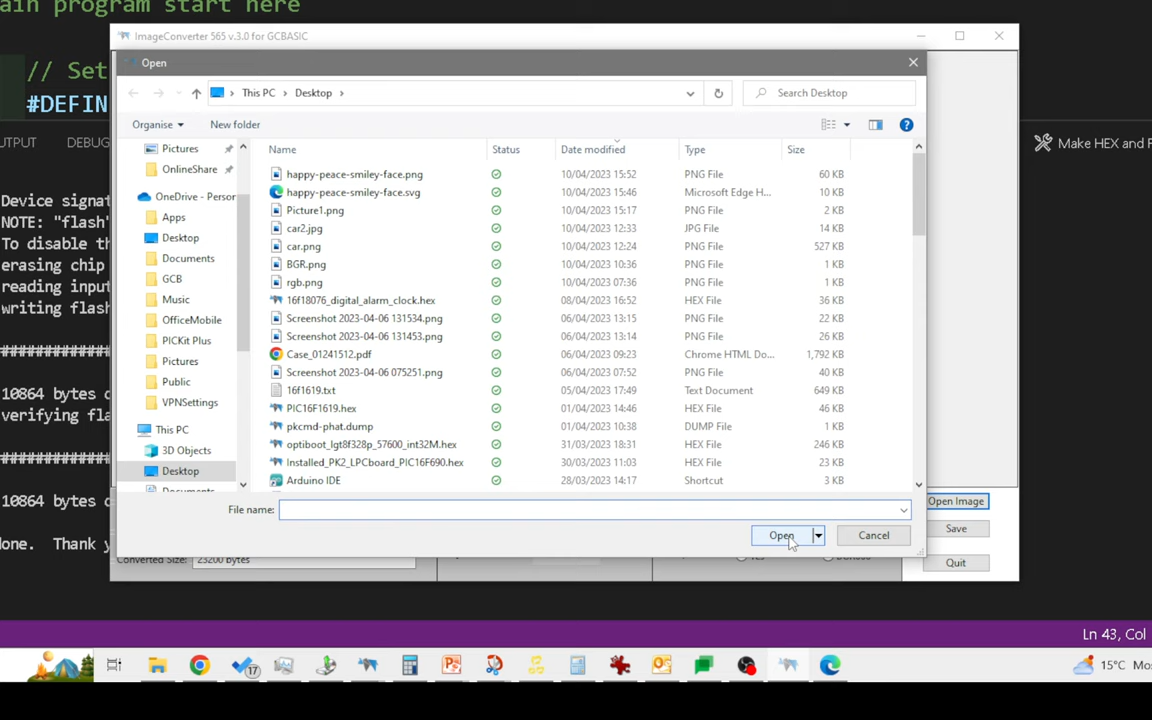 ain program start here
ImageConverter 565 v.3.0 for GCBASIC
// Set
#DEFIN
Open
This PC > Desktop >
Search Desktop
Organise
New folder
UTPUT
DEBUG
Make HEX and F
Name
Status
Date modified
Type
Size
Pictures
OnlineShare
OneDrive - Persor
Apps
Desktop
Documents
GCB
Music
OfficeMobile
PICKit Plus
Pictures
Public
VPNSettings
This PC
3D Objects
Desktop
Documents
happy-peace-smiley-face.png 10/04/2023 15:52 PNG File 60 KB
happy-peace-smiley-face.svg 10/04/2023 15:46 Microsoft Edge H... 10 KB
Picture1.png 10/04/2023 15:17 PNG File 2 KB
car2.jpg 10/04/2023 12:33 JPG File 14 KB
car.png 10/04/2023 12:24 PNG File 527 KB
BGR.png 10/04/2023 10:36 PNG File 1 KB
rgb.png 10/04/2023 07:36 PNG File 1 KB
16f18076_digital_alarm_clock.hex 08/04/2023 16:52 HEX File 36 KB
Screenshot 2023-04-06 131534.png 06/04/2023 13:15 PNG File 22 KB
Screenshot 2023-04-06 131453.png 06/04/2023 13:14 PNG File 26 KB
Case_01241512.pdf 06/04/2023 09:23 Chrome HTML Do... 1,792 KB
Screenshot 2023-04-06 075251.png 06/04/2023 07:52 PNG File 40 KB
16f1619.txt 05/04/2023 17:49 Text Document 649 KB
PIC16F1619.hex 01/04/2023 14:46 HEX File 46 KB
pkcmd-phat.dump 01/04/2023 10:38 DUMP File 1 KB
optiboot_lgt8f328p_57600_int32M.hex 31/03/2023 18:31 HEX File 246 KB
Installed_PK2_LPCboard_PIC16F690.hex 30/03/2023 11:03 HEX File 23 KB
Arduino IDE 28/03/2023 14:17 Shortcut 3 KB
Device signat
NOTE: "flash"
To disable th
erasing chip
reading input
writing flash
################
10864 bytes o
verifying fla
################
10864 bytes o
done. Thank y
File name:
Open
Cancel
Open Image
Save
Quit
Converted Size: 23200 bytes
Ln 43, Col
17
15°C Mos